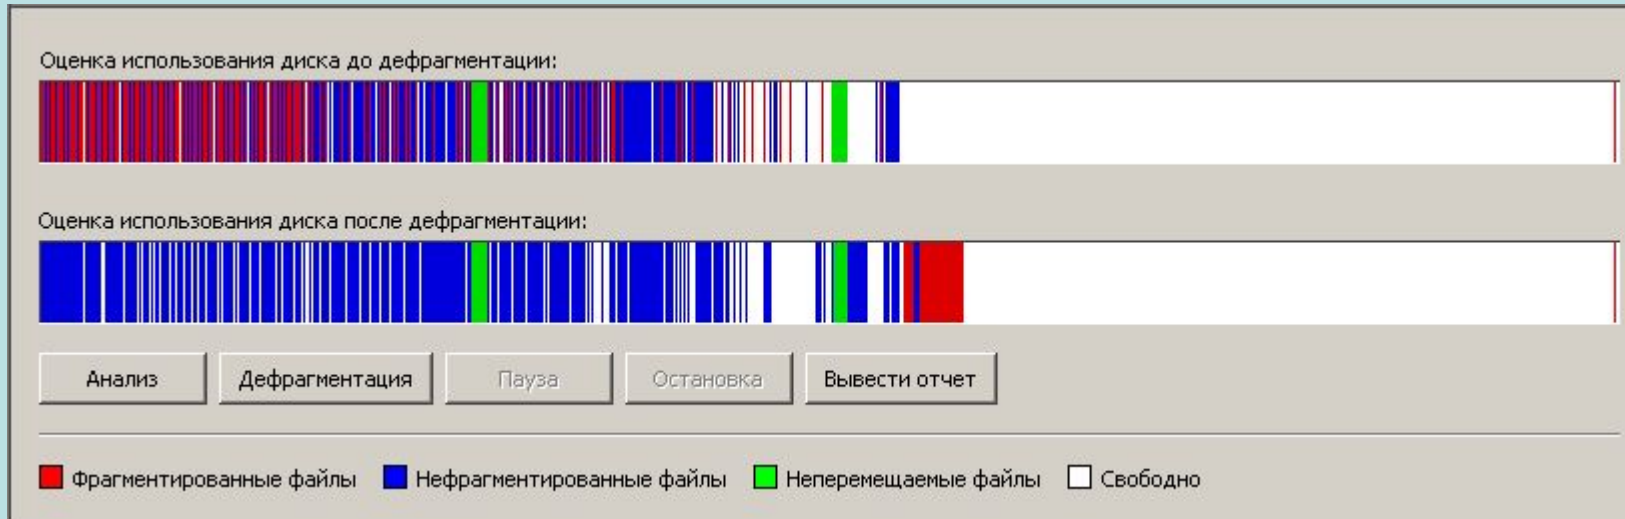 Оценка использования диска до дефрагментации:
Оценка использования диска после дефрагментации:
Анализ Дефрагментация Пауза Остановка Вывести отчет
Фрагментированные файлы Нефрагментированные файлы Неперемещаемые файлы Свободно